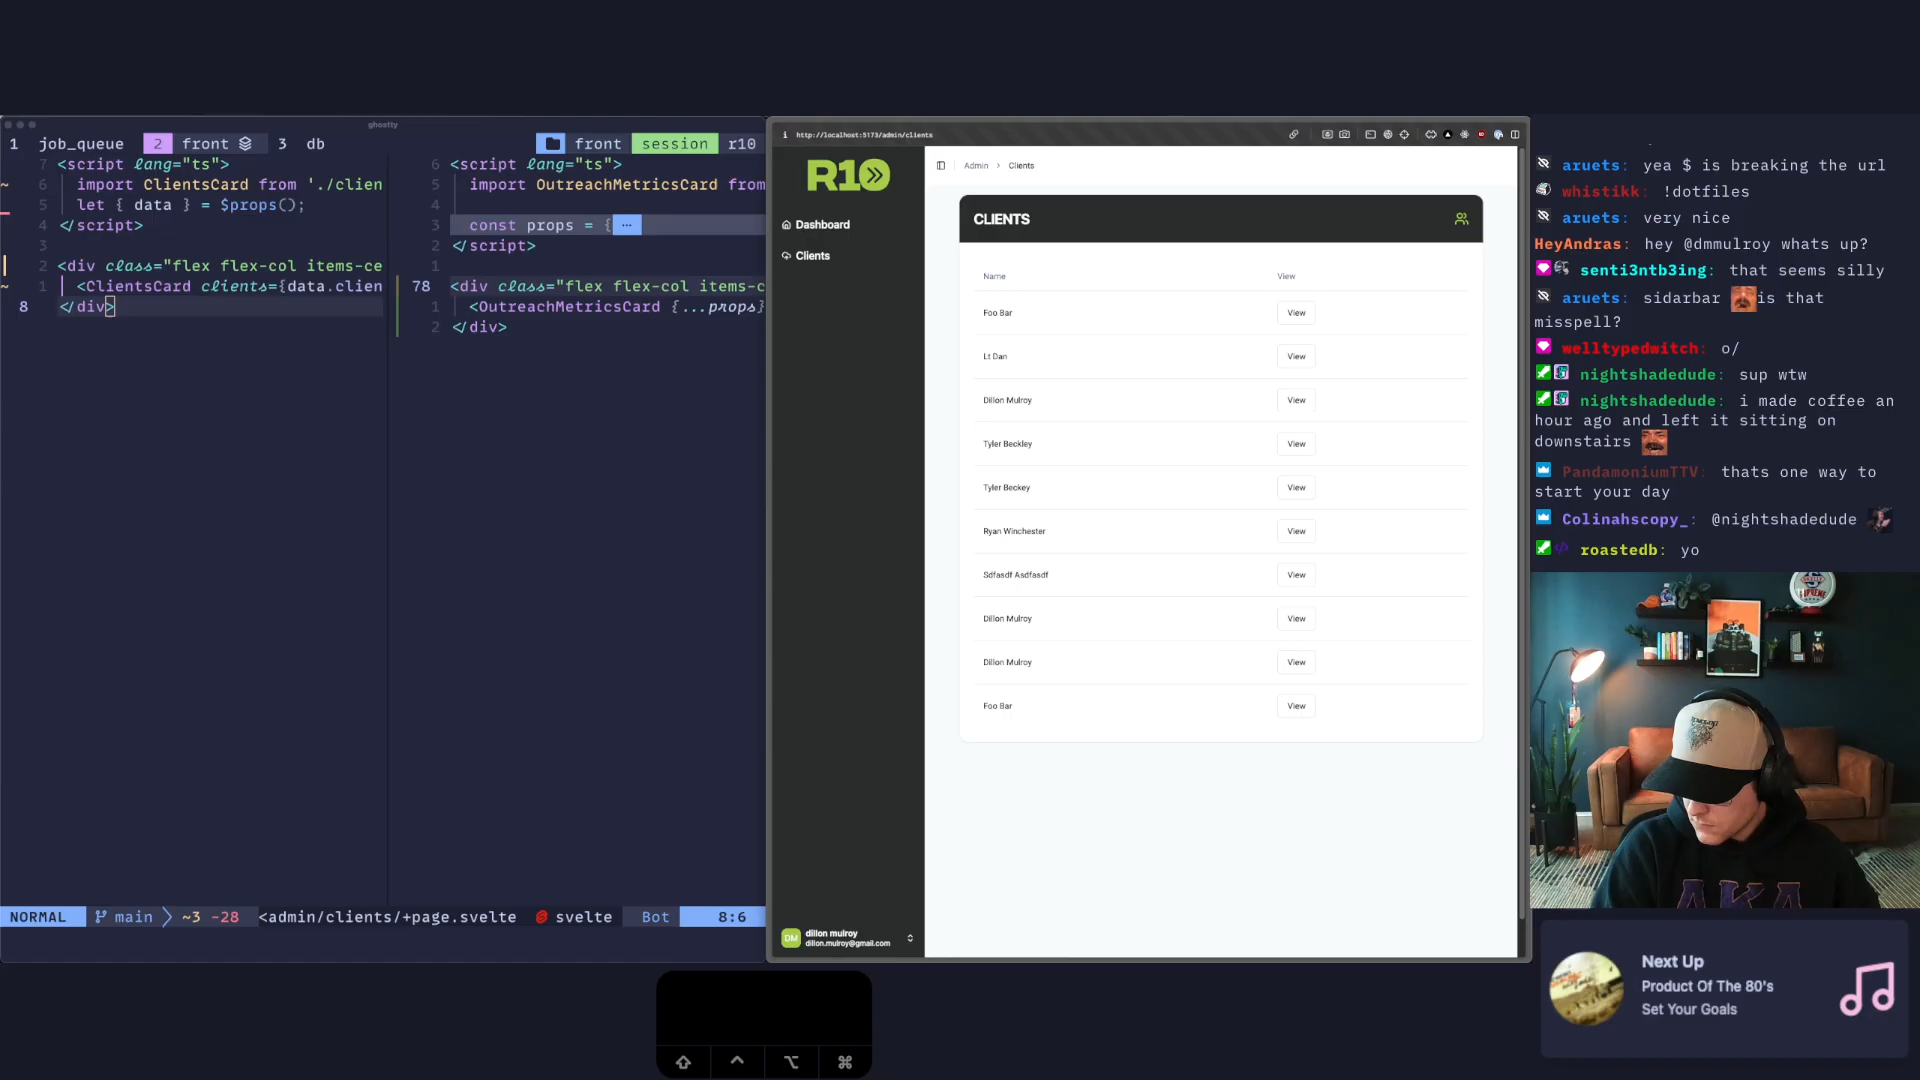 ghostty
1 job_queue 2 front 3 db
front session r10
7 <script lang="ts">
6 import ClientsCard from './clien
5 let { data } = $props();
4 </script>
3
2 <div class="flex flex-col items-ce
1 <ClientsCard clients={data.clien
8 </div>
6 <script lang="ts">
5 import OutreachMetricsCard from
4
3 const props = { ···
2 </script>
1
78 <div class="flex flex-col items-c
1 <OutreachMetricsCard {...props}
2 </div>
NORMAL main ~3 -28 <admin/clients/+page.svelte svelte Bot 8:6
http://localhost:5173/admin/clients
R10
Dashboard
Clients
DM
dillon mulroy
dillon.mulroy@gmail.com
Admin > Clients
CLIENTS
Name View
Foo Bar View
Lt Dan View
Dillon Mulroy View
Tyler Beckley View
Tyler Beckey View
Ryan Winchester View
Sdfasdf Asdfasdf View
Dillon Mulroy View
Dillon Mulroy View
Foo Bar View
aruets: yea $ is breaking the url
whistikk: !dotfiles
aruets: very nice
HeyAndras: hey @dmmulroy whats up?
senti3ntb3ing: that seems silly
aruets: sidarbar is that
misspell?
welltypedwitch: o/
nightshadedude: sup wtw
nightshadedude: i made coffee an
hour ago and left it sitting on
downstairs
PandamoniumTTV: thats one way to
start your day
Colinahscopy_: @nightshadedude
roastedb: yo
SUPREME
AKA
Next Up
Product Of The 80's
Set Your Goals